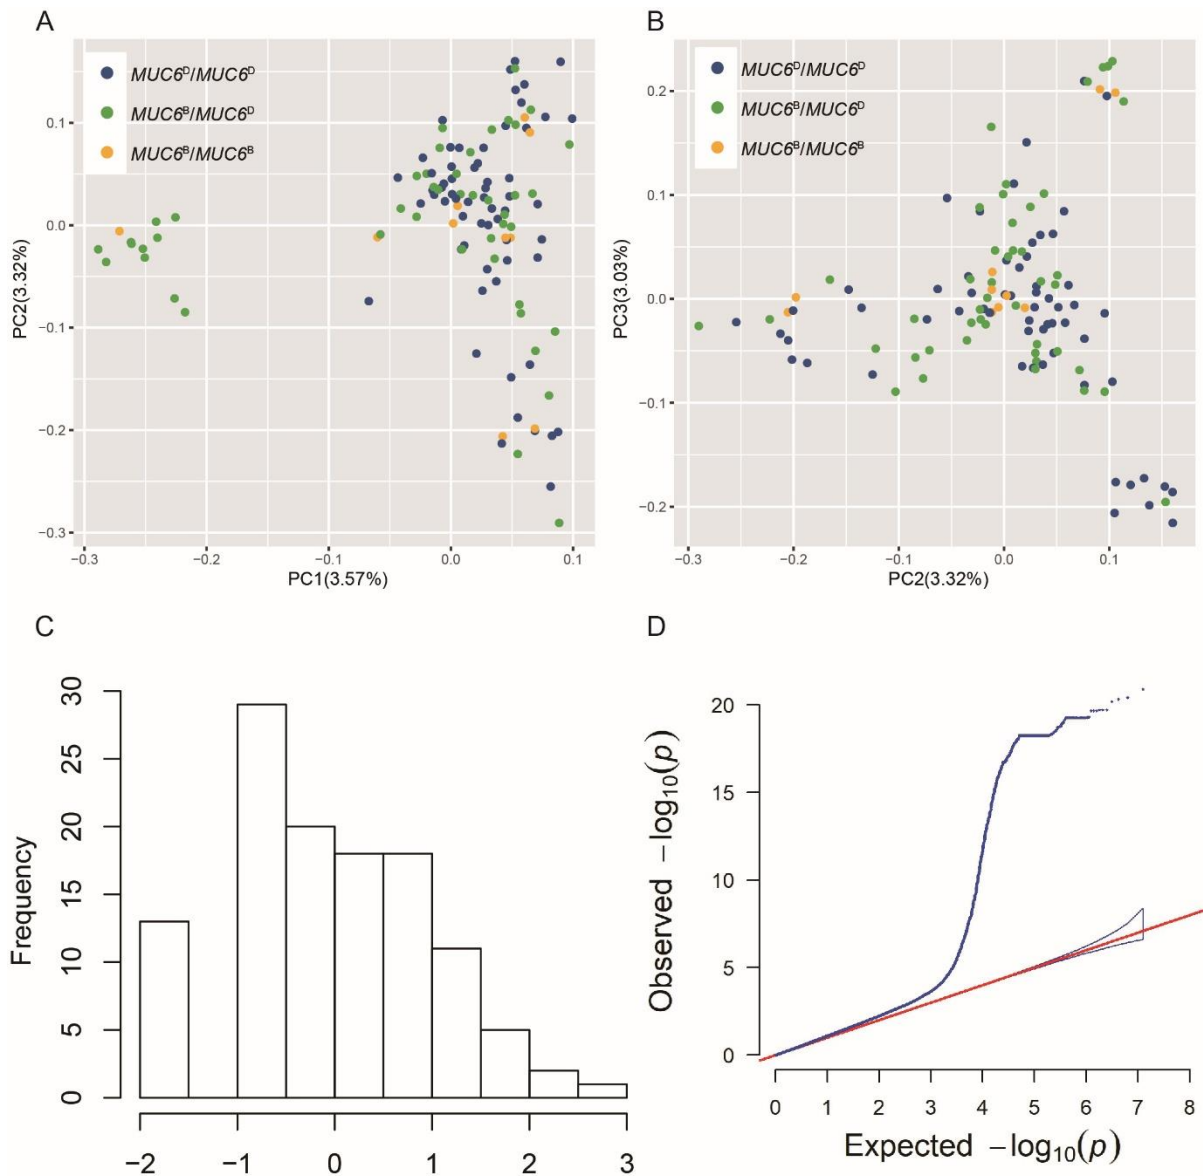 A
MUC6ᴰ/MUC6ᴰ
MUC6ᴮ/MUC6ᴰ
MUC6ᴮ/MUC6ᴮ
0.1
0.0
−0.1
−0.2
−0.3
PC2(3.32%)
−0.3
−0.2
−0.1
0.0
0.1
PC1(3.57%)
B
MUC6ᴰ/MUC6ᴰ
MUC6ᴮ/MUC6ᴰ
MUC6ᴮ/MUC6ᴮ
0.2
0.1
0.0
−0.1
−0.2
PC3(3.03%)
−0.3
−0.2
−0.1
0.0
0.1
PC2(3.32%)
C
30
25
20
15
10
5
0
Frequency
−2
−1
0
1
2
3
D
20
15
10
5
0
Observed −log₁₀(p)
0
1
2
3
4
5
6
7
8
Expected −log₁₀(p)